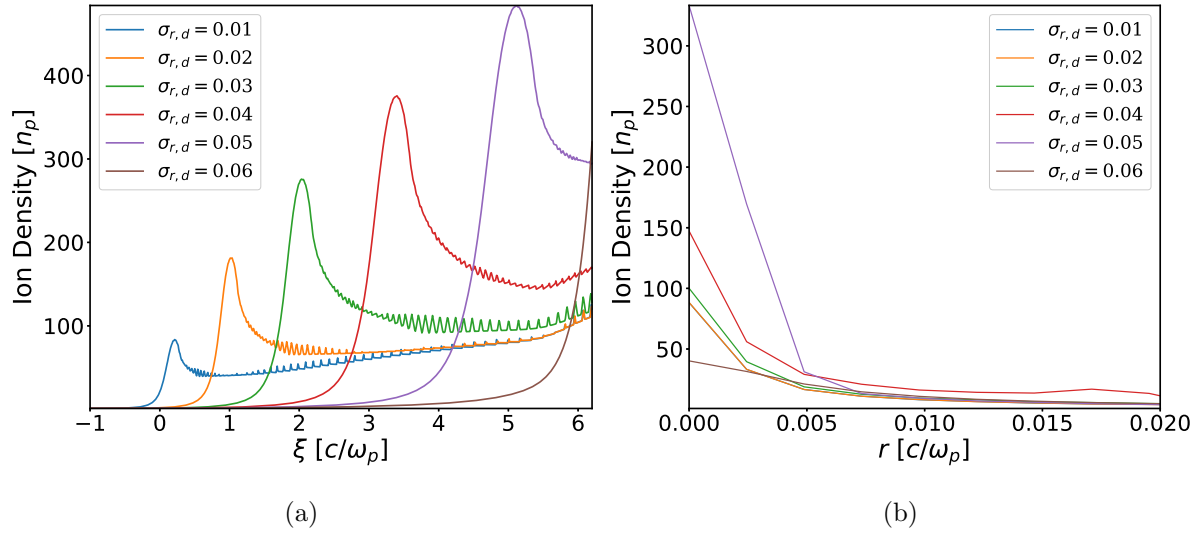 σ_{r,d} = 0.01
σ_{r,d} = 0.02
σ_{r,d} = 0.03
σ_{r,d} = 0.04
σ_{r,d} = 0.05
σ_{r,d} = 0.06
Ion Density [n_p]
400
300
200
100
−1 0 1 2 3 4 5 6
ξ [c/ω_p]
(a)
σ_{r,d} = 0.01
σ_{r,d} = 0.02
σ_{r,d} = 0.03
σ_{r,d} = 0.04
σ_{r,d} = 0.05
σ_{r,d} = 0.06
Ion Density [n_p]
300
250
200
150
100
50
0.000 0.005 0.010 0.015 0.020
r [c/ω_p]
(b)